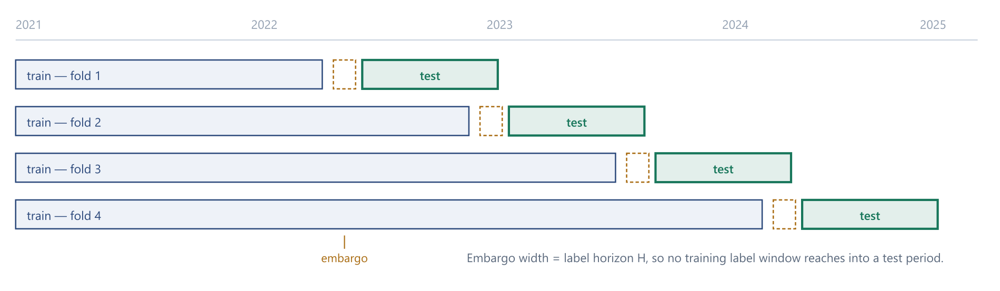 2021 2022 2023 2024 2025
train — fold 1 test
train — fold 2 test
train — fold 3 test
train — fold 4 test
embargo
Embargo width = label horizon H, so no training label window reaches into a test period.